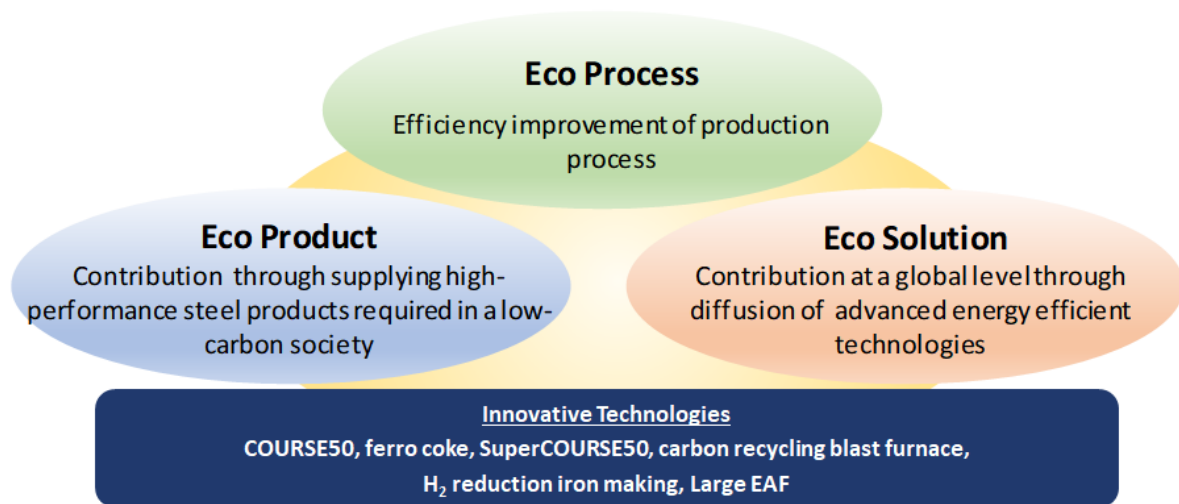 Eco Process
Efficiency improvement of production
process
Eco Product
Contribution through supplying high-
performance steel products required in a low-
carbon society
Eco Solution
Contribution at a global level through
diffusion of advanced energy efficient
technologies
Innovative Technologies
COURSE50, ferro coke, SuperCOURSE50, carbon recycling blast furnace,
H₂ reduction iron making, Large EAF